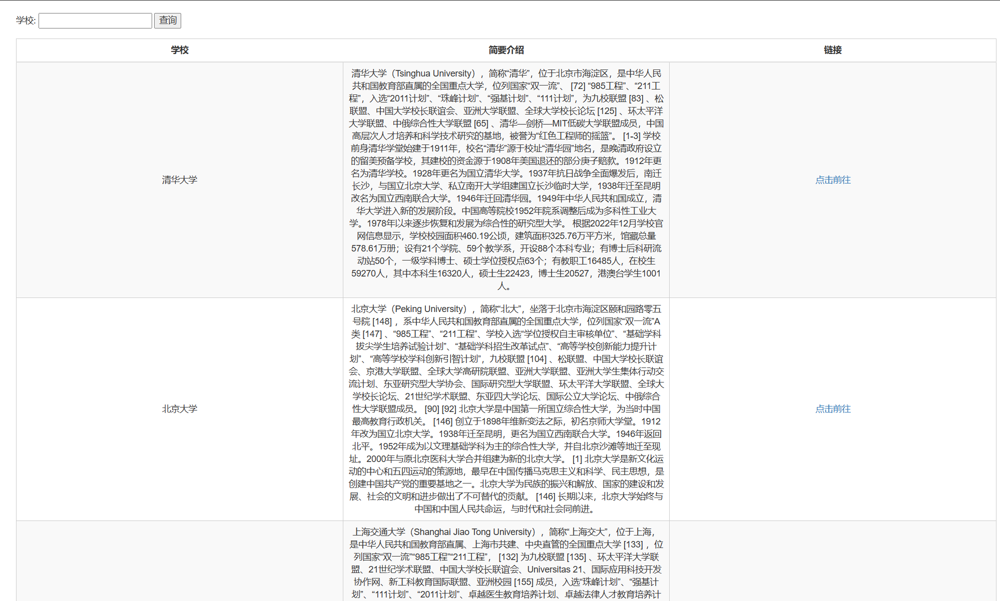 学校: 查询
学校 简要介绍 链接
清华大学（Tsinghua University），简称“清华”，位于北京市海淀区，是中华人民
共和国教育部直属的全国重点大学，位列国家“双一流”、 [72] “985工程”、“211工
程”，入选“2011计划”、“珠峰计划”、“强基计划”、“111计划”，为九校联盟 [83] 、松
联盟、中国大学校长联谊会、亚洲大学联盟、全球大学校长论坛 [125] 、环太平洋
大学联盟、中俄综合性大学联盟 [65] 、清华—剑桥—MIT低碳大学联盟成员，中国
高层次人才培养和科学技术研究的基地，被誉为“红色工程师的摇篮”。 [1-3] 学校
前身清华学堂始建于1911年，校名“清华”源于校址“清华园”地名，是晚清政府设立
的留美预备学校，其建校的资金源于1908年美国退还的部分庚子赔款。1912年更
名为清华学校。1928年更名为国立清华大学。1937年抗日战争全面爆发后，南迁
长沙，与国立北京大学、私立南开大学组建国立长沙临时大学，1938年迁至昆明
改名为国立西南联合大学。1946年迁回清华园。1949年中华人民共和国成立，清
华大学进入新的发展阶段。中国高等院校1952年院系调整后成为多科性工业大
学。1978年以来逐步恢复和发展为综合性的研究型大学。 根据2022年12月学校官
网信息显示，学校校园面积460.19公顷，建筑面积325.76万平方米，馆藏总量
578.61万册；设有21个学院、59个教学系，开设88个本科专业；有博士后科研流
动站50个，一级学科博士、硕士学位授权点63个；有教职工16485人，在校生
59270人，其中本科生16320人，硕士生22423，博士生20527，港澳台学生1001
人。
清华大学
点击前往
北京大学（Peking University），简称“北大”，坐落于北京市海淀区颐和园路零五
号院 [148] ，系中华人民共和国教育部直属的全国重点大学，位列国家“双一流”A
类 [147] 、“985工程”、“211工程”、学校入选“学位授权自主审核单位”、“基础学科
拔尖学生培养试验计划”、“基础学科招生改革试点”、“高等学校创新能力提升计
划”、“高等学校学科创新引智计划”，九校联盟 [104] 、松联盟、中国大学校长联谊
会、京港大学联盟、全球大学高研院联盟、亚洲大学联盟、亚洲大学生集体行动交
流计划、东亚研究型大学协会、国际研究型大学联盟、环太平洋大学联盟、全球大
学校长论坛、21世纪学术联盟、东亚四大学论坛、国际公立大学论坛、中俄综合
性大学联盟成员。 [90] [92] 北京大学是中国第一所国立综合性大学，为当时中国
最高教育行政机关。 [146] 创立于1898年维新变法之际，初名京师大学堂。1912
年改为国立北京大学。1938年迁至昆明，更名为国立西南联合大学。1946年返回
北平。1952年成为以文理基础学科为主的综合性大学，并自北京沙滩等地迁至现
址。2000年与原北京医科大学合并组建为新的北京大学。 [1] 北京大学是新文化运
动的中心和五四运动的策源地，最早在中国传播马克思主义和科学、民主思想，是
创建中国共产党的重要基地之一。北京大学为民族的振兴和解放、国家的建设和发
展、社会的文明和进步做出了不可替代的贡献。 [146] 长期以来，北京大学始终与
中国和中国人民共命运，与时代和社会同前进。
北京大学
点击前往
上海交通大学（Shanghai Jiao Tong University），简称“上海交大”，位于上海，
是中华人民共和国教育部直属、上海市共建、中央直管的全国重点大学 [133] ，位
列国家“双一流”“985工程”“211工程”， [132] 为九校联盟 [135] 、环太平洋大学联
盟、21世纪学术联盟、中国大学校长联谊会、Universitas 21、国际应用科技开发
协作网、新工科教育国际联盟、亚洲校园 [155] 成员，入选“珠峰计划”、“强基计
划”、“111计划”、“2011计划”、卓越医生教育培养计划、卓越法律人才教育培养计